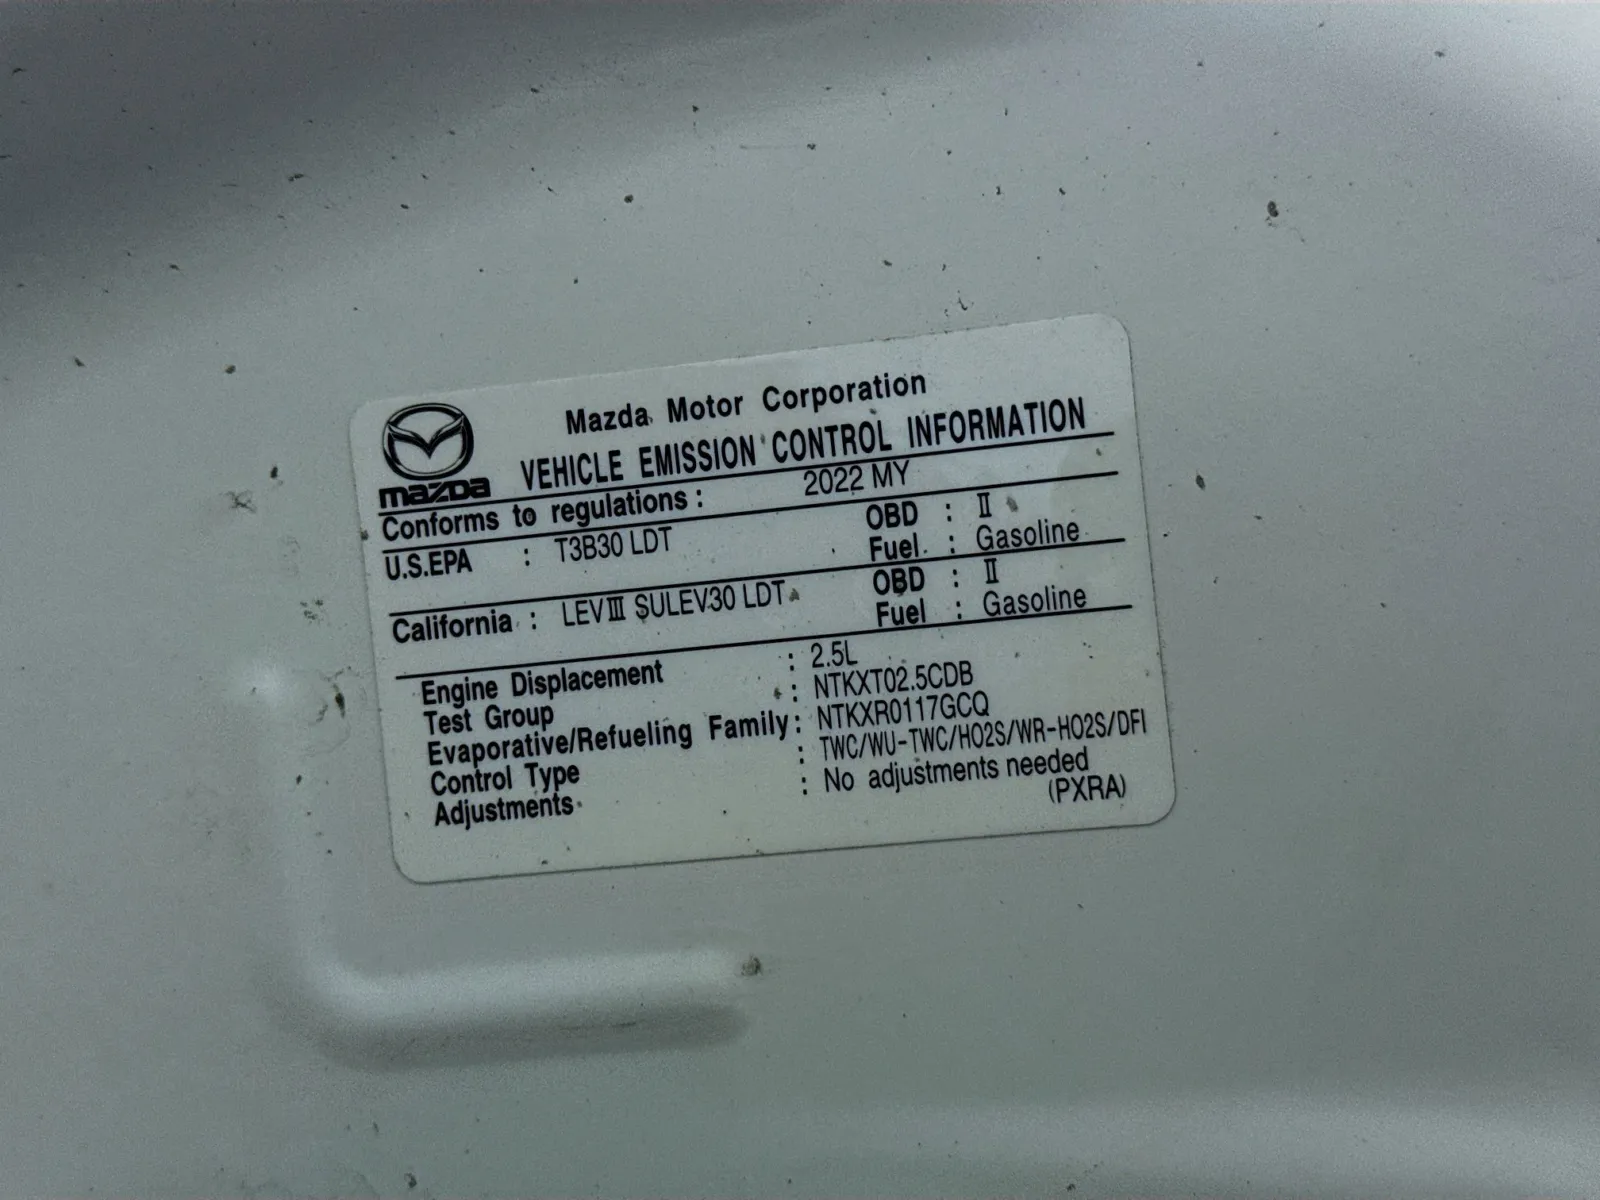 mazda
Mazda Motor Corporation
VEHICLE EMISSION CONTROL INFORMATION
Conforms to regulations : 2022 MY
U.S.EPA : T3B30 LDT OBD : Ⅱ
Fuel : Gasoline
California : LEVⅢ SULEV30 LDT OBD : Ⅱ
Fuel : Gasoline
Engine Displacement : 2.5L
Test Group : NTKXT02.5CDB
Evaporative/Refueling Family : NTKXR0117GCQ
Control Type : TWC/WU-TWC/HO2S/WR-HO2S/DFI
Adjustments : No adjustments needed
(PXRA)